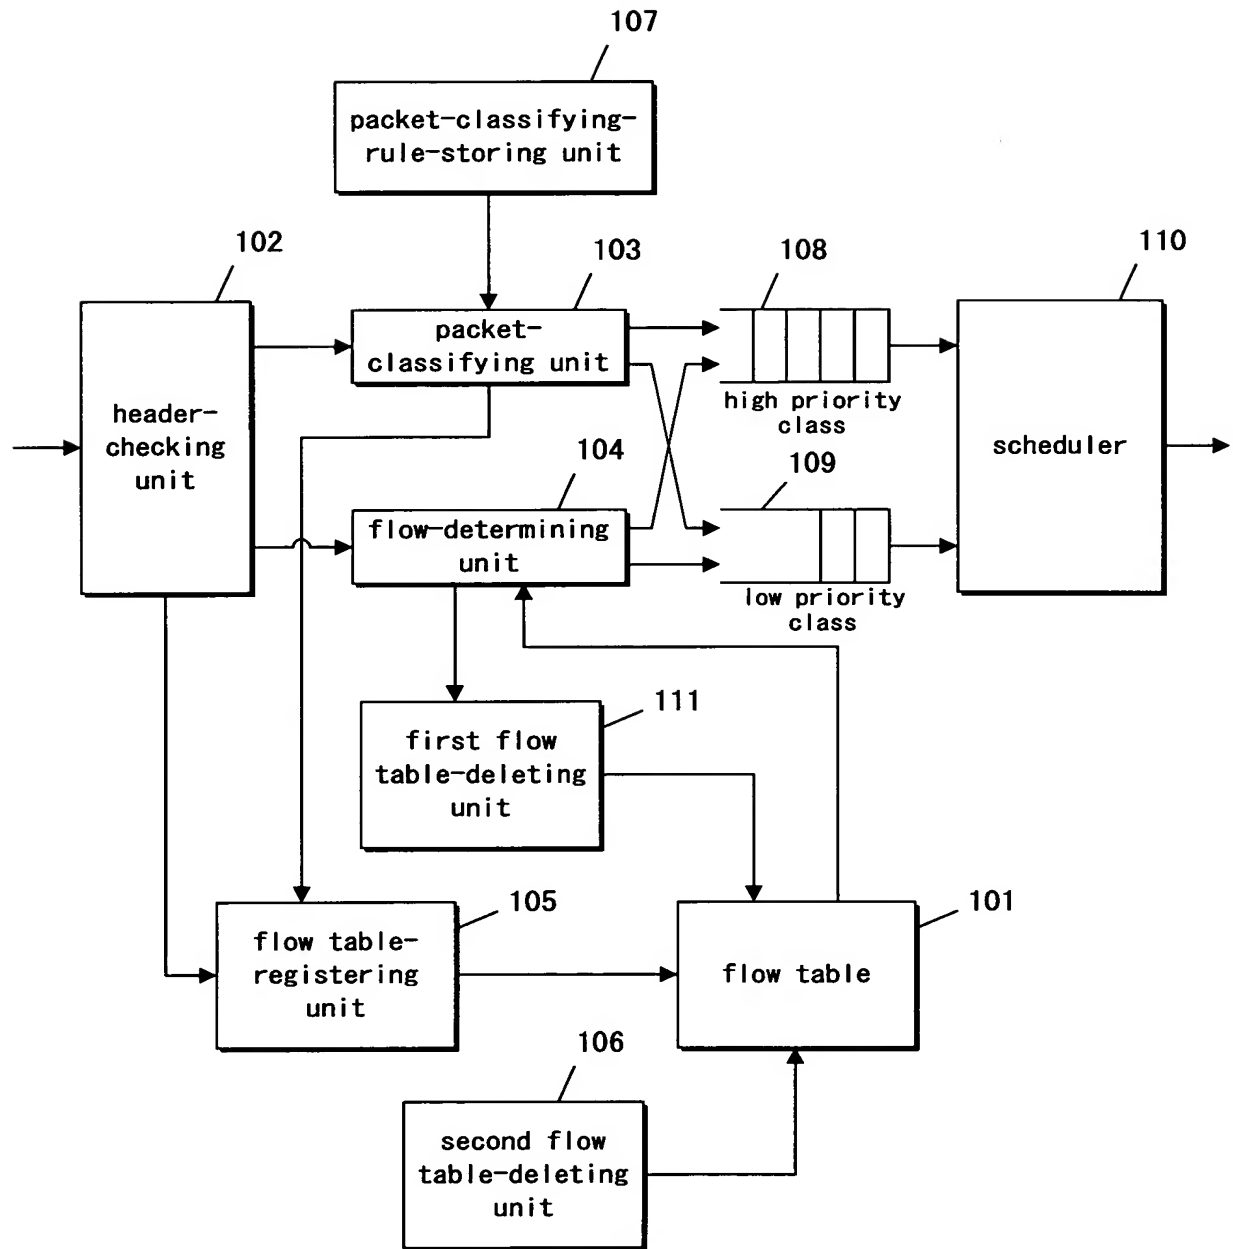 107
packet-classifying-
rule-storing unit
102
103
108
110
packet-
classifying unit
header-
checking
unit
high priority
class
scheduler
104
109
flow-determining
unit
low priority
class
111
first flow
table-deleting
unit
105
101
flow table-
registering
unit
flow table
106
second flow
table-deleting
unit